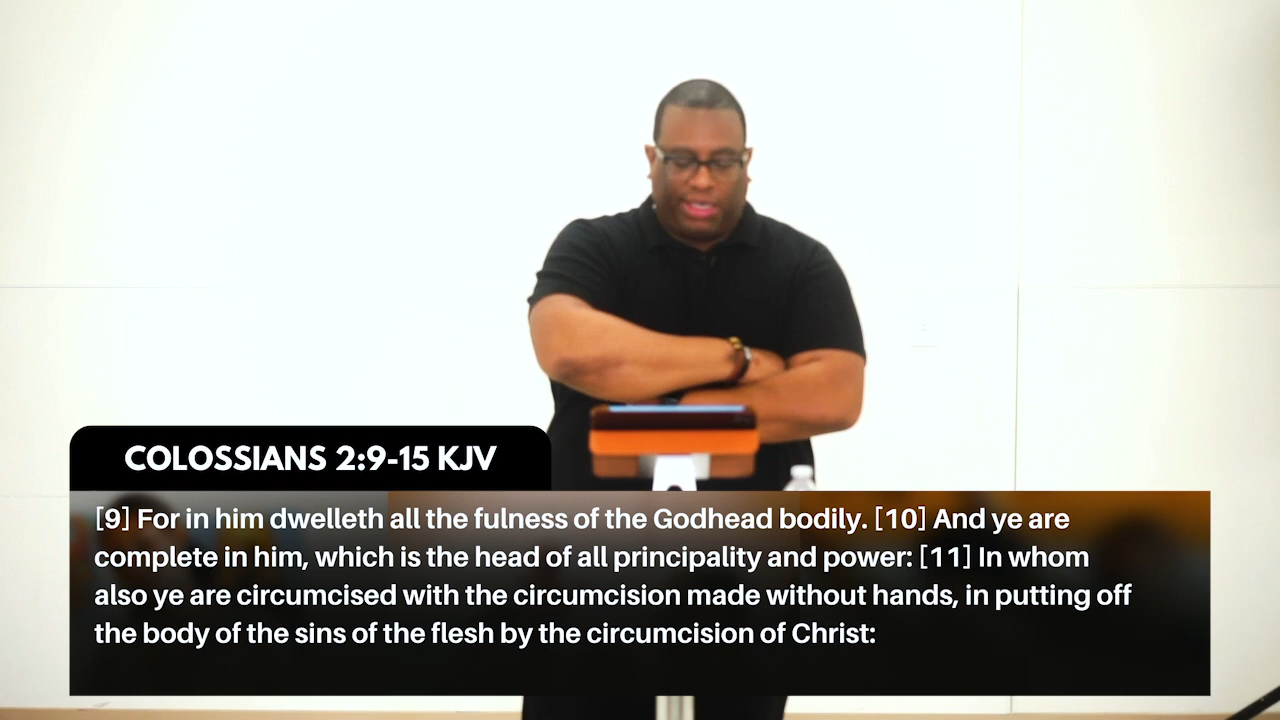 COLOSSIANS 2:9-15 KJV
[9] For in him dwelleth all the fulness of the Godhead bodily. [10] And ye are
complete in him, which is the head of all principality and power: [11] In whom
also ye are circumcised with the circumcision made without hands, in putting off
the body of the sins of the flesh by the circumcision of Christ: